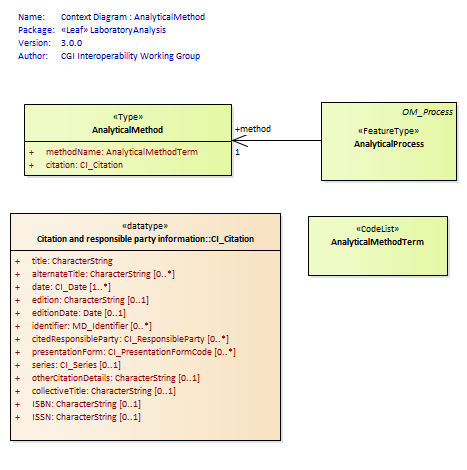 Name: Context Diagram : AnalyticalMethod
Package: «Leaf» LaboratoryAnalysis
Version: 3.0.0
Author: CGI Interoperability Working Group
«Type»
AnalyticalMethod
+ methodName: AnalyticalMethodTerm
+ citation: CI_Citation
+method
1
OM_Process
«FeatureType»
AnalyticalProcess
«datatype»
Citation and responsible party information::CI_Citation
+ title: CharacterString
+ alternateTitle: CharacterString [0..*]
+ date: CI_Date [1..*]
+ edition: CharacterString [0..1]
+ editionDate: Date [0..1]
+ identifier: MD_Identifier [0..*]
+ citedResponsibleParty: CI_ResponsibleParty [0..*]
+ presentationForm: CI_PresentationFormCode [0..*]
+ series: CI_Series [0..1]
+ otherCitationDetails: CharacterString [0..1]
+ collectiveTitle: CharacterString [0..1]
+ ISBN: CharacterString [0..1]
+ ISSN: CharacterString [0..1]
«CodeList»
AnalyticalMethodTerm